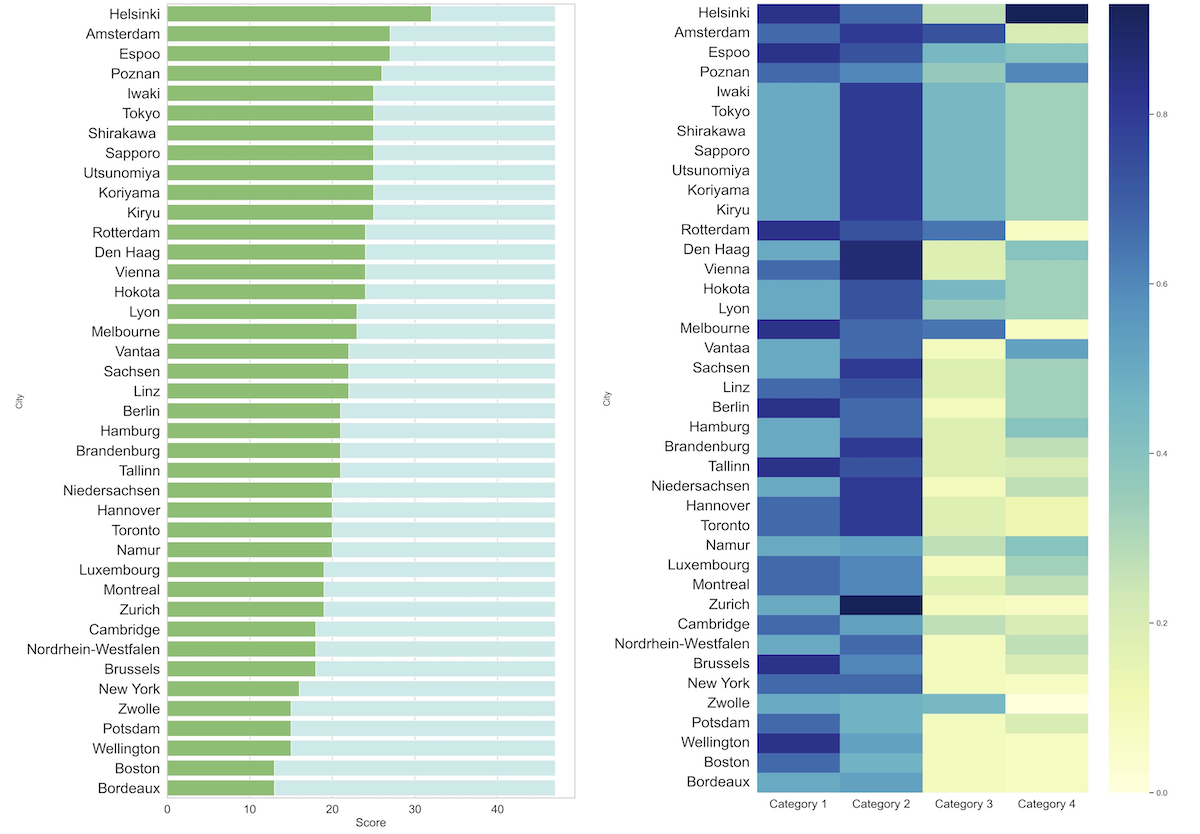 Helsinki
Amsterdam
Espoo
Poznan
Iwaki
Tokyo
Shirakawa
Sapporo
Utsunomiya
Koriyama
Kiryu
Rotterdam
Den Haag
Vienna
Hokota
Lyon
Melbourne
Vantaa
Sachsen
Linz
Berlin
Hamburg
Brandenburg
Tallinn
Niedersachsen
Hannover
Toronto
Namur
Luxembourg
Montreal
Zurich
Cambridge
Nordrhein-Westfalen
Brussels
New York
Zwolle
Potsdam
Wellington
Boston
Bordeaux
City
0 10 20 30 40
Score
Helsinki
Amsterdam
Espoo
Poznan
Iwaki
Tokyo
Shirakawa
Sapporo
Utsunomiya
Koriyama
Kiryu
Rotterdam
Den Haag
Vienna
Hokota
Lyon
Melbourne
Vantaa
Sachsen
Linz
Berlin
Hamburg
Brandenburg
Tallinn
Niedersachsen
Hannover
Toronto
Namur
Luxembourg
Montreal
Zurich
Cambridge
Nordrhein-Westfalen
Brussels
New York
Zwolle
Potsdam
Wellington
Boston
Bordeaux
City
Category 1 Category 2 Category 3 Category 4
0.8
0.6
0.4
0.2
0.0